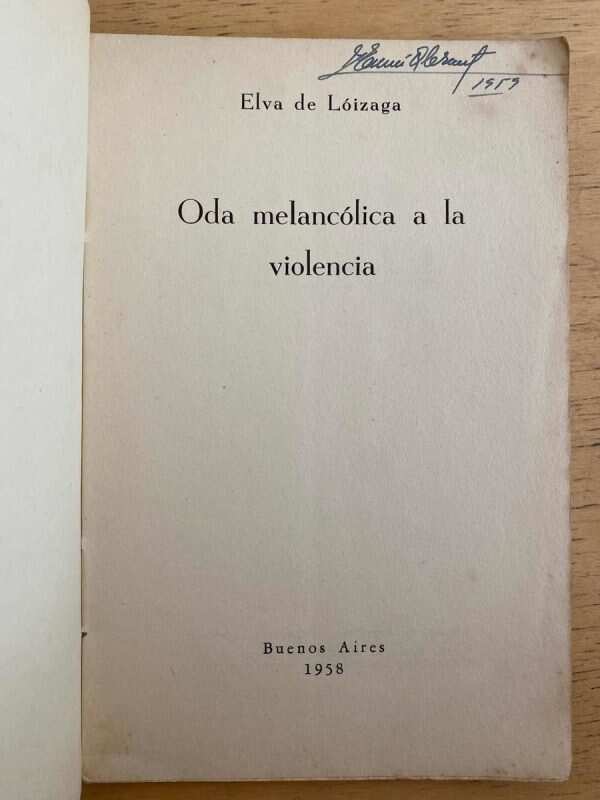 1959
Elva de Lóizaga
Oda melancólica a la
violencia
Buenos Aires
1958